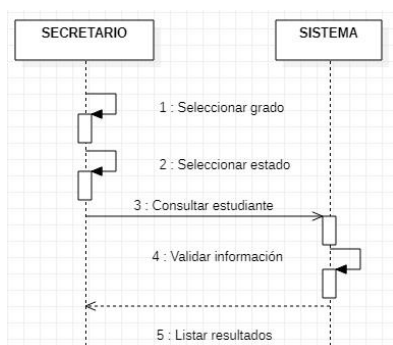 SECRETARIO
SISTEMA
1 : Seleccionar grado
2 : Seleccionar estado
3 : Consultar estudiante
4 : Validar información
5 : Listar resultados